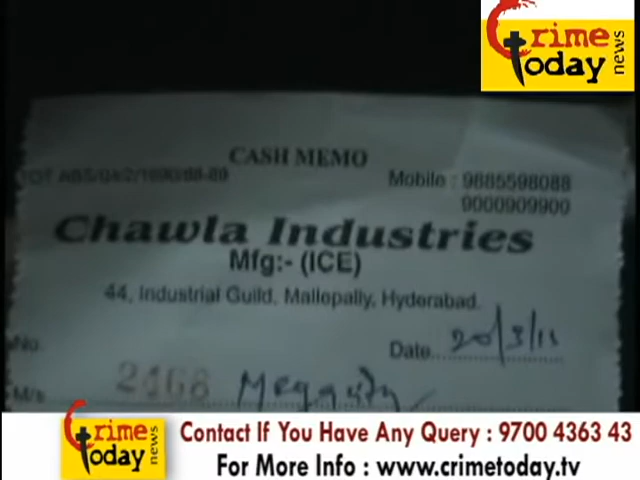 Crime
Today
news
CASH MEMO
Mobile : 9885598088
9000909900
Chawla Industries
Mfg:- (ICE)
44, Industrial Guild, Mallepally, Hyderabad.
No.
Date 20/3/11
2468
M/s
Crime
Today
news
Contact If You Have Any Query : 9700 4363 43
For More Info : www.crimetoday.tv